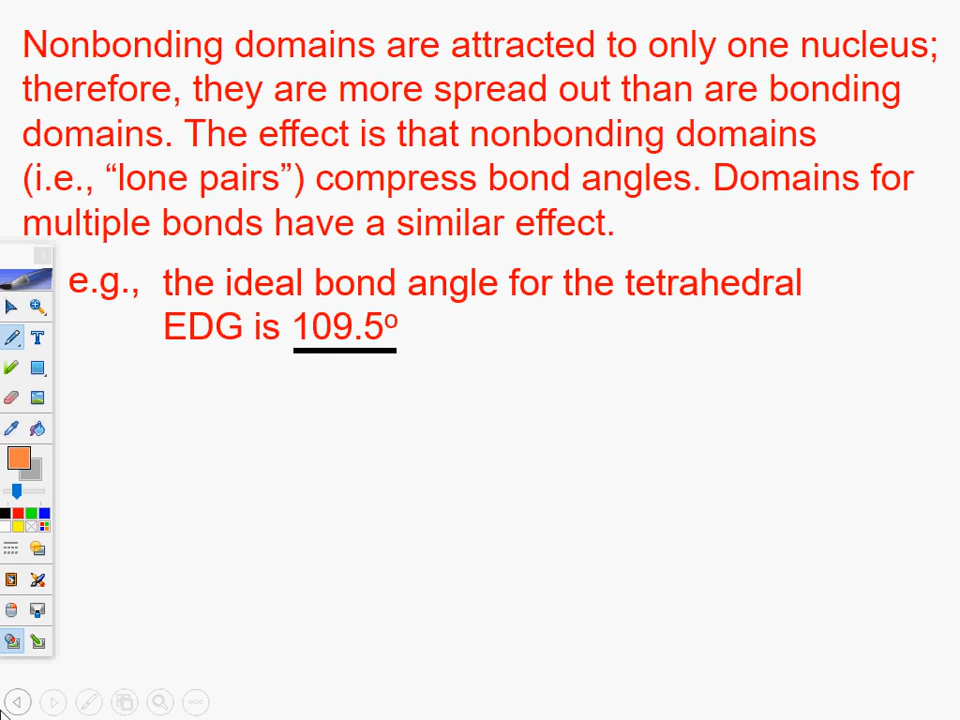 Nonbonding domains are attracted to only one nucleus;
therefore, they are more spread out than are bonding
domains. The effect is that nonbonding domains
(i.e., “lone pairs”) compress bond angles. Domains for
multiple bonds have a similar effect.
e.g., the ideal bond angle for the tetrahedral
EDG is 109.5º
T